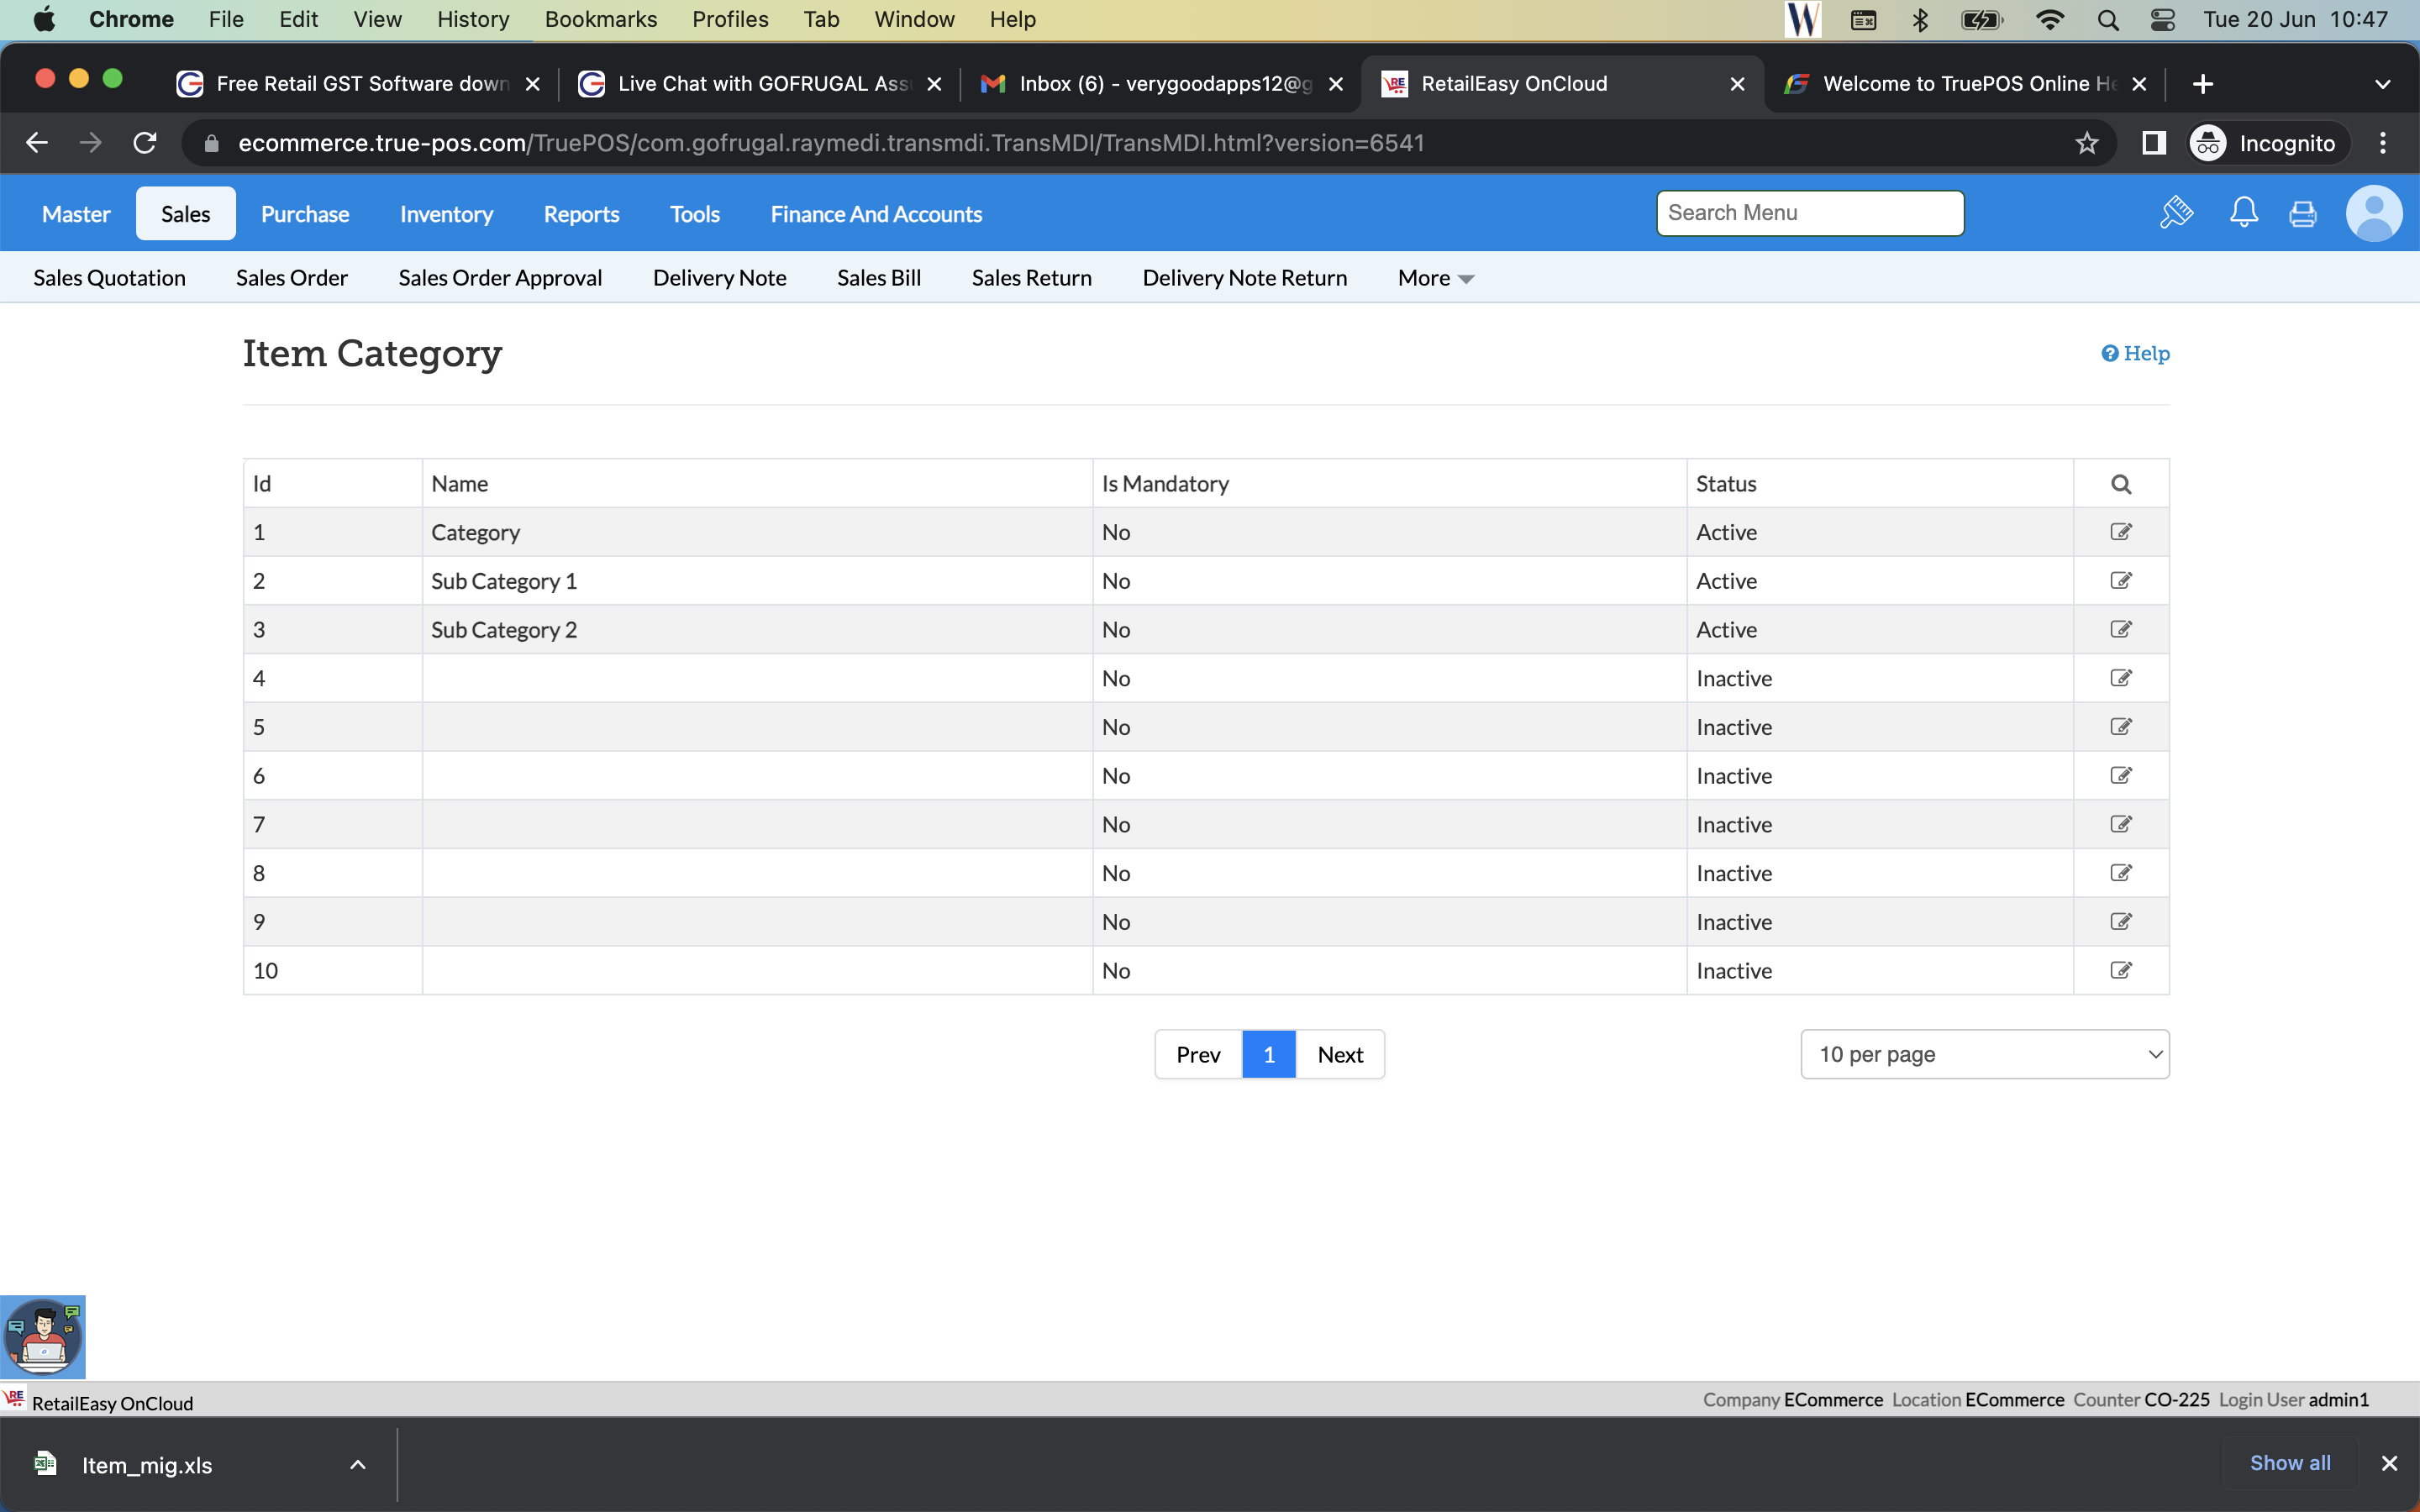 Chrome File Edit View History Bookmarks Profiles Tab Window Help Tue 20 Jun 10:47
Free Retail GST Software down Live Chat with GOFRUGAL Ass Inbox (6) - verygoodapps12@g RetailEasy OnCloud Welcome to TruePOS Online He
ecommerce.true-pos.com/TruePOS/com.gofrugal.raymedi.transmdi.TransMDI/TransMDI.html?version=6541 Incognito
Master Sales Purchase Inventory Reports Tools Finance And Accounts Search Menu
Sales Quotation Sales Order Sales Order Approval Delivery Note Sales Bill Sales Return Delivery Note Return More
Item Category Help
Id Name Is Mandatory Status
1 Category No Active
2 Sub Category 1 No Active
3 Sub Category 2 No Active
4 No Inactive
5 No Inactive
6 No Inactive
7 No Inactive
8 No Inactive
9 No Inactive
10 No Inactive
Prev 1 Next 10 per page
RetailEasy OnCloud Company ECommerce Location ECommerce Counter CO-225 Login User admin1
Item_mig.xls Show all